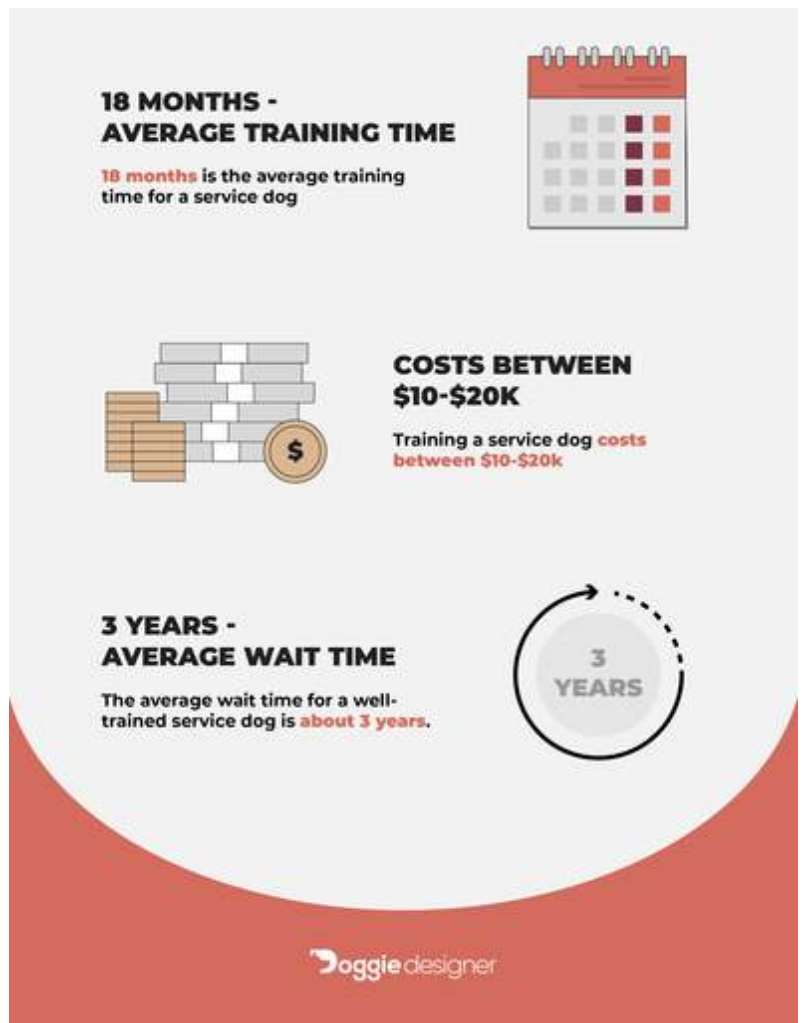 18 MONTHS -
AVERAGE TRAINING TIME
18 months is the average training
time for a service dog
$
COSTS BETWEEN
$10-$20K
Training a service dog costs
between $10-$20k
3 YEARS -
AVERAGE WAIT TIME
The average wait time for a well-
trained service dog is about 3 years.
3
YEARS
Doggie designer